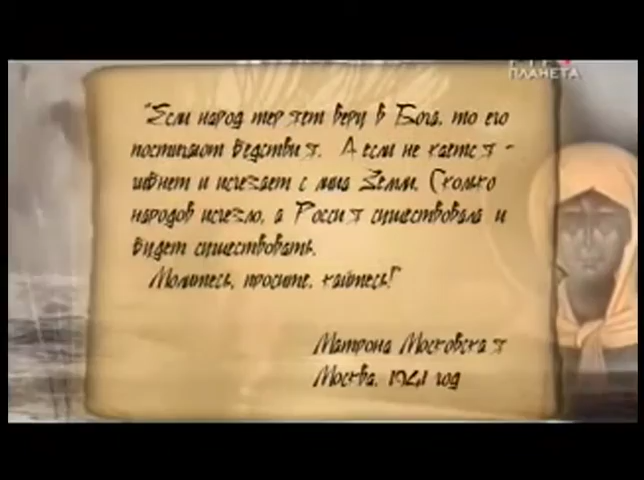 РТР
ПЛАНЕТА
"Если народ теряет веру в Бога, то его
постигают бедствия. А если не кается -
гибнет и исчезает с лица Земли. Сколько
народов исчезло, а Россия существовала и
будет существовать.
Молитесь, просите, кайтесь!"
Матрона Московская
Москва, 1941 год